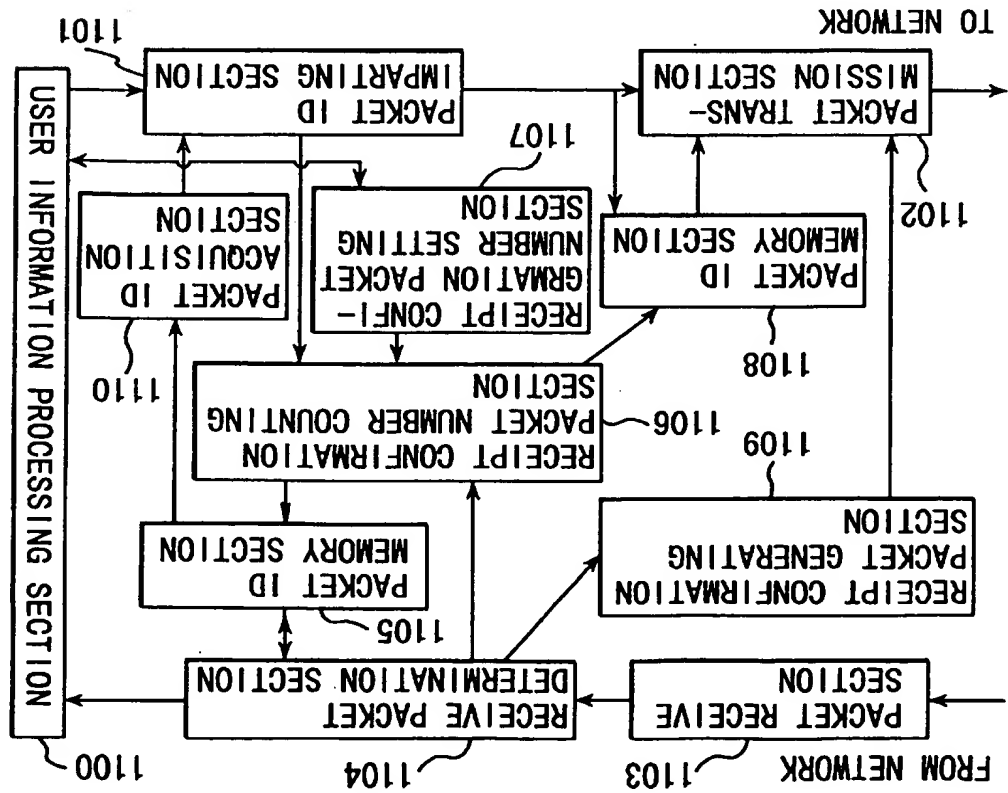 FROM NETWORK
1103
PACKET RECEIVE
SECTION
1104
RECEIVE PACKET
DETERMINATION SECTION
1100
USER INFORMATION PROCESSING SECTION
RECEIPT CONFIRMATION
PACKET GENERATING
SECTION
1109
1105
PACKET ID
MEMORY SECTION
1106
RECEIPT CONFIRMATION
PACKET NUMBER COUNTING
SECTION
1108
PACKET ID
MEMORY SECTION
RECEIPT CONFI-
GRMATION PACKET
NUMBER SETTING
SECTION
1107
1110
PACKET ID
ACQUISITION
SECTION
1102
PACKET TRANS-
MISSION SECTION
PACKET ID
IMPARTING SECTION
1101
TO NETWORK